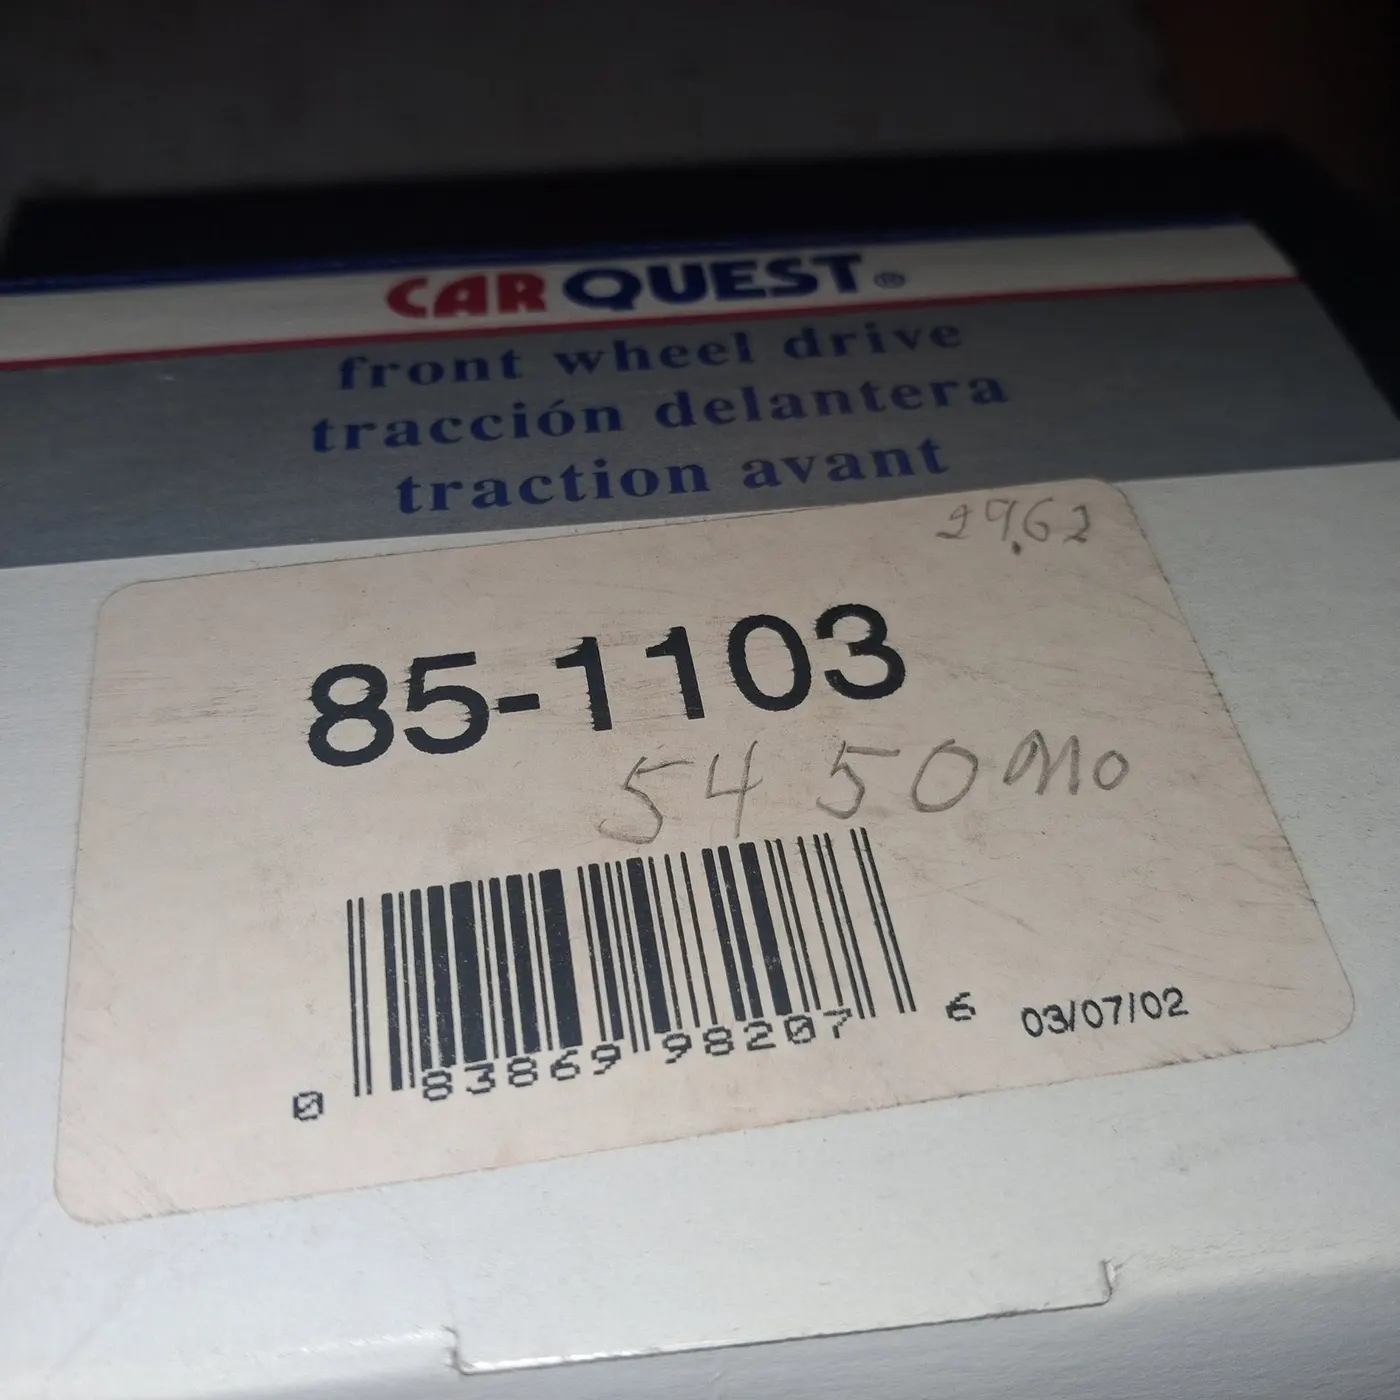 CARQUEST®
front wheel drive
tracción delantera
traction avant
29.62
85-1103
5450
0 83869 98207 6
03/07/02